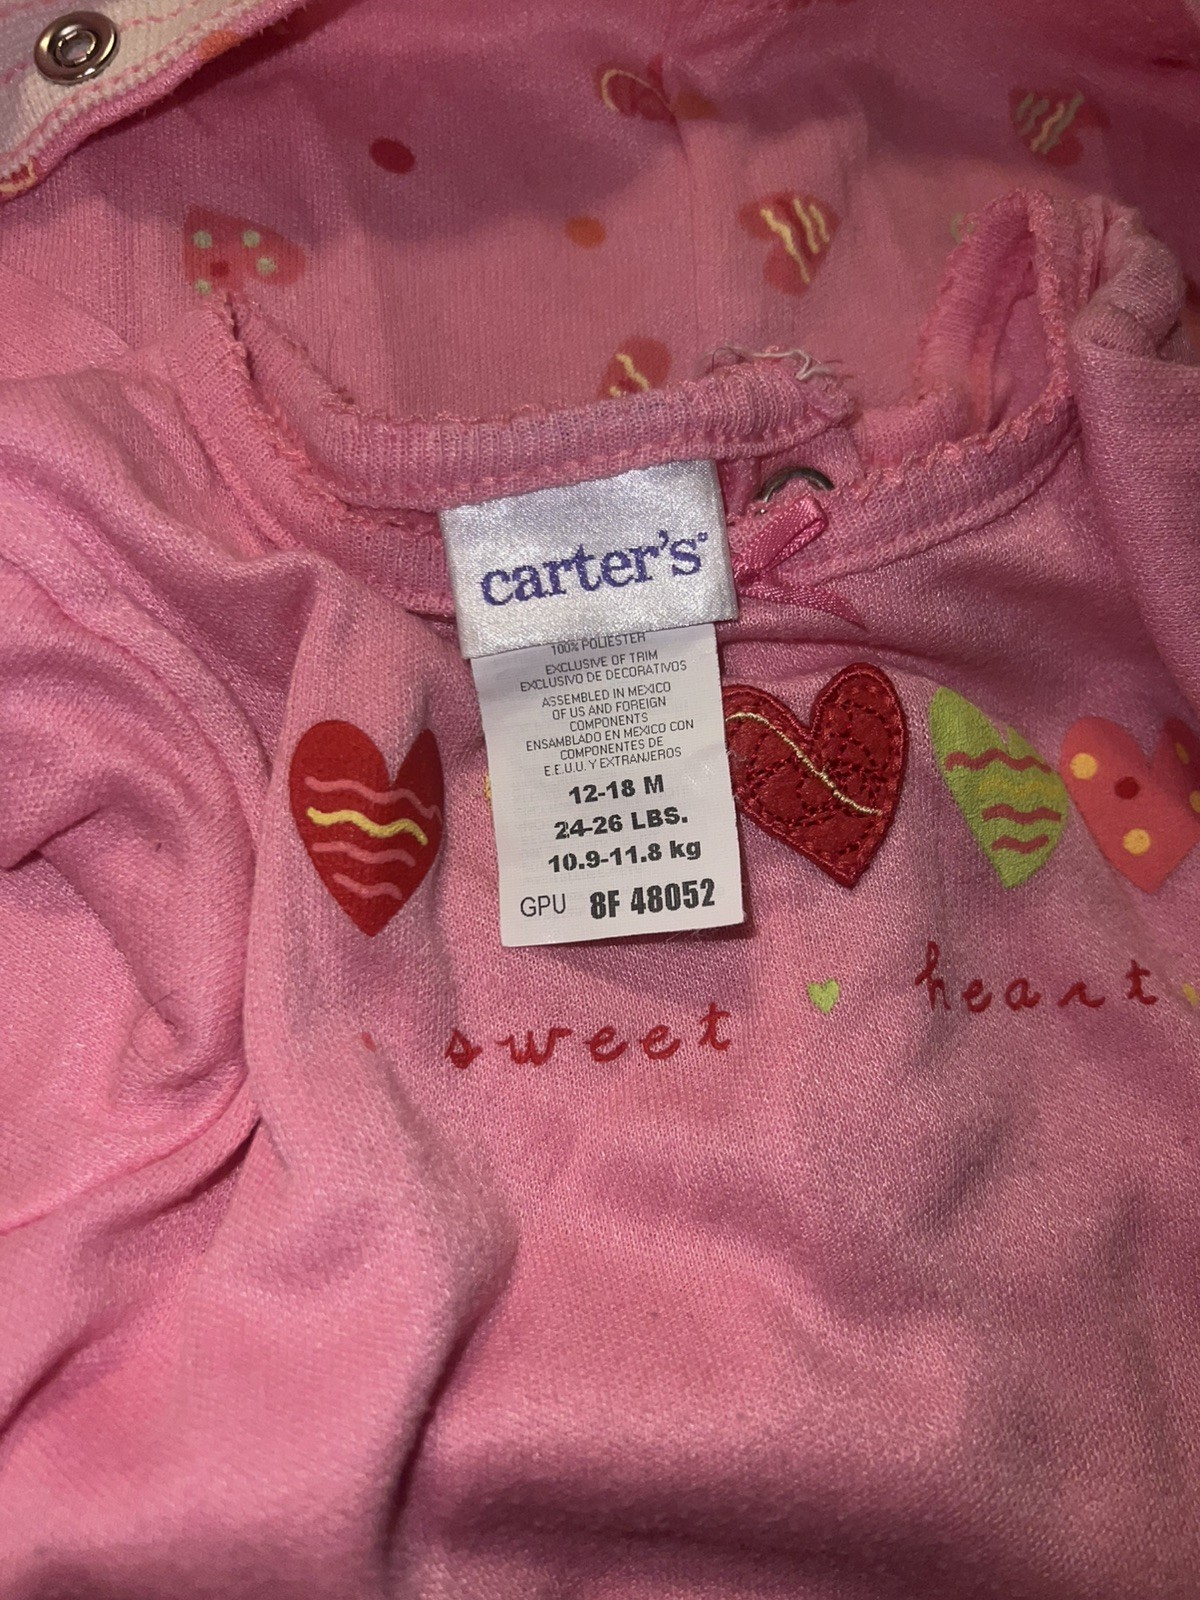 carter's®
100% POLIESTER
EXCLUSIVE OF TRIM
EXCLUSIVO DE DECORATIVOS
ASSEMBLED IN MEXICO
OF US AND FOREIGN
COMPONENTS
ENSAMBLADO EN MEXICO CON
COMPONENTES DE
E.E.U.U. Y EXTRANJEROS
12-18 M
24-26 LBS.
10.9-11.8 kg
GPU 8F 48052
sweet heart